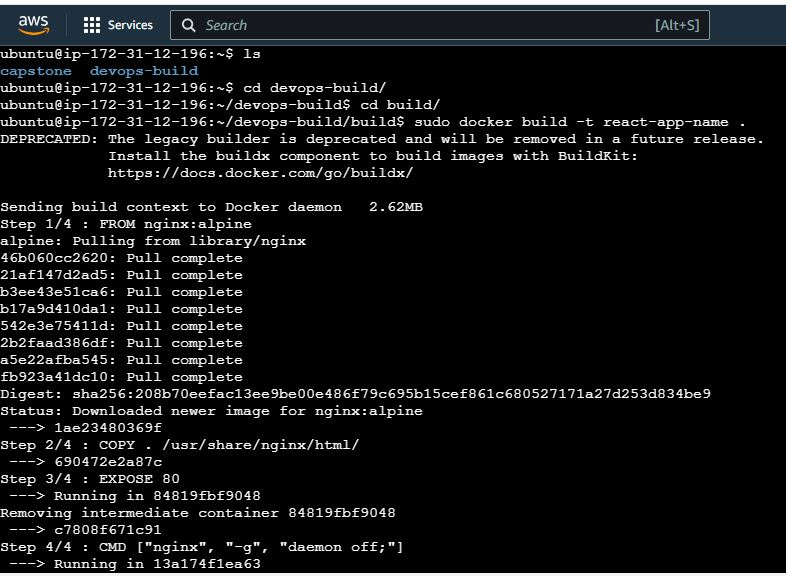 aws
Services
Search
[Alt+S]
ubuntu@ip-172-31-12-196:~$ ls
capstone  devops-build
ubuntu@ip-172-31-12-196:~$ cd devops-build/
ubuntu@ip-172-31-12-196:~/devops-build$ cd build/
ubuntu@ip-172-31-12-196:~/devops-build/build$ sudo docker build -t react-app-name .
DEPRECATED: The legacy builder is deprecated and will be removed in a future release.
            Install the buildx component to build images with BuildKit:
            https://docs.docker.com/go/buildx/
Sending build context to Docker daemon   2.62MB
Step 1/4 : FROM nginx:alpine
alpine: Pulling from library/nginx
46b060cc2620: Pull complete
21af147d2ad5: Pull complete
b3ee43e51ca6: Pull complete
b17a9d410da1: Pull complete
542e3e75411d: Pull complete
2b2faad386df: Pull complete
a5e22afba545: Pull complete
fb923a41dc10: Pull complete
Digest: sha256:208b70eefac13ee9be00e486f79c695b15cef861c680527171a27d253d834be9
Status: Downloaded newer image for nginx:alpine
 ---> 1ae23480369f
Step 2/4 : COPY . /usr/share/nginx/html/
 ---> 690472e2a87c
Step 3/4 : EXPOSE 80
 ---> Running in 84819fbf9048
Removing intermediate container 84819fbf9048
 ---> c7808f671c91
Step 4/4 : CMD ["nginx", "-g", "daemon off;"]
 ---> Running in 13a174f1ea63